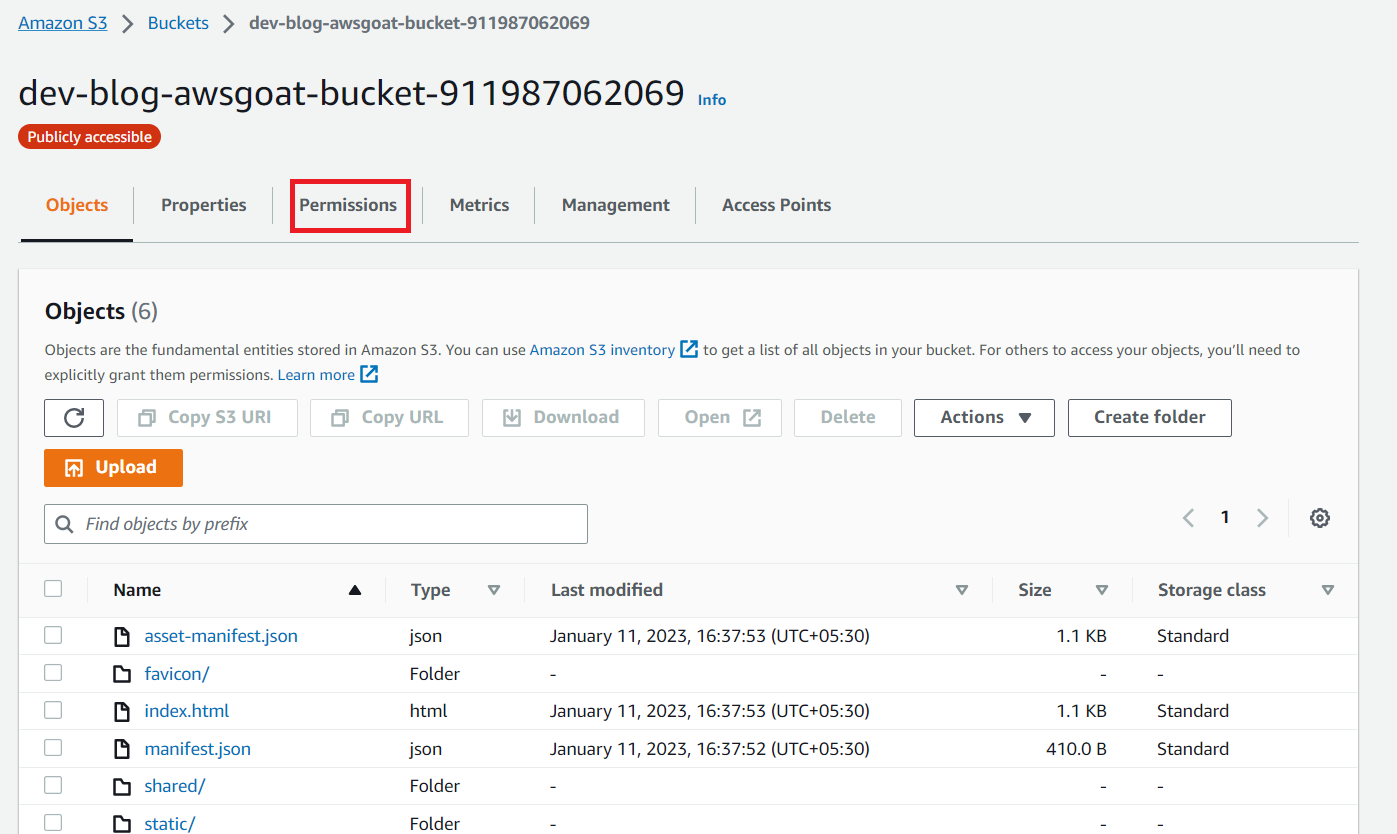 Amazon S3 > Buckets > dev-blog-awsgoat-bucket-911987062069
dev-blog-awsgoat-bucket-911987062069 Info
Publicly accessible
Objects Properties Permissions Metrics Management Access Points
Objects (6)
Objects are the fundamental entities stored in Amazon S3. You can use Amazon S3 inventory to get a list of all objects in your bucket. For others to access your objects, you'll need to
explicitly grant them permissions. Learn more
Copy S3 URI Copy URL Download Open Delete Actions Create folder
Upload
Find objects by prefix 1
Name Type Last modified Size Storage class
asset-manifest.json json January 11, 2023, 16:37:53 (UTC+05:30) 1.1 KB Standard
favicon/ Folder - - -
index.html html January 11, 2023, 16:37:53 (UTC+05:30) 1.1 KB Standard
manifest.json json January 11, 2023, 16:37:52 (UTC+05:30) 410.0 B Standard
shared/ Folder - - -
static/ Folder - - -